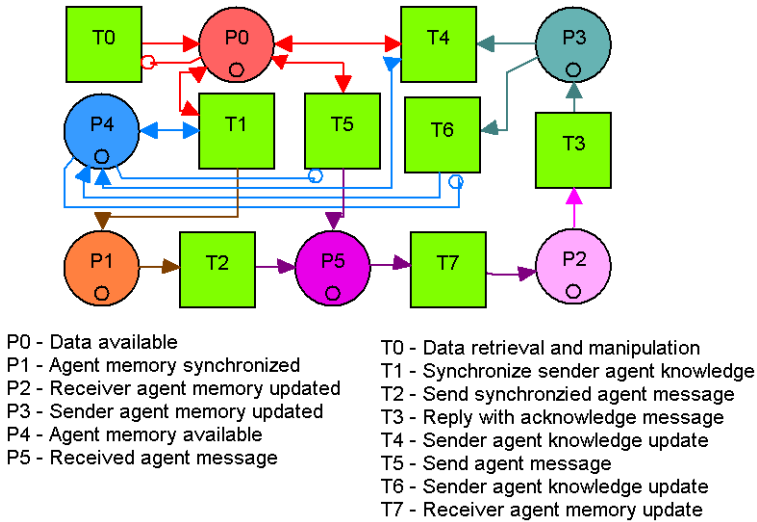 T0
P0
T4
P3
P4
T1
T5
T6
T3
P1
T2
P5
T7
P2
P0 - Data available
P1 - Agent memory synchronized
P2 - Receiver agent memory updated
P3 - Sender agent memory updated
P4 - Agent memory available
P5 - Received agent message
T0 - Data retrieval and manipulation
T1 - Synchronize sender agent knowledge
T2 - Send synchronzied agent message
T3 - Reply with acknowledge message
T4 - Sender agent knowledge update
T5 - Send agent message
T6 - Sender agent knowledge update
T7 - Receiver agent memory update